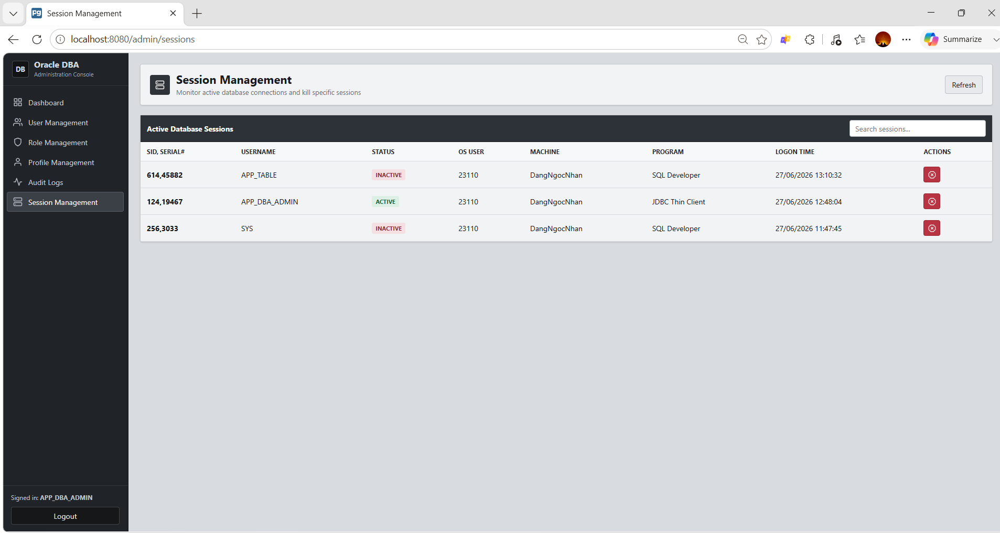 pg Session Management
localhost:8080/admin/sessions
Summarize
DB
Oracle DBA
Administration Console
Dashboard
User Management
Role Management
Profile Management
Audit Logs
Session Management
Signed in: APP_DBA_ADMIN
Logout
Session Management
Monitor active database connections and kill specific sessions
Refresh
Active Database Sessions
Search sessions...
SID, SERIAL# USERNAME STATUS OS USER MACHINE PROGRAM LOGON TIME ACTIONS
614,45882 APP_TABLE INACTIVE 23110 DangNgocNhan SQL Developer 27/06/2026 13:10:32
124,19467 APP_DBA_ADMIN ACTIVE 23110 DangNgocNhan JDBC Thin Client 27/06/2026 12:48:04
256,3033 SYS INACTIVE 23110 DangNgocNhan SQL Developer 27/06/2026 11:47:45